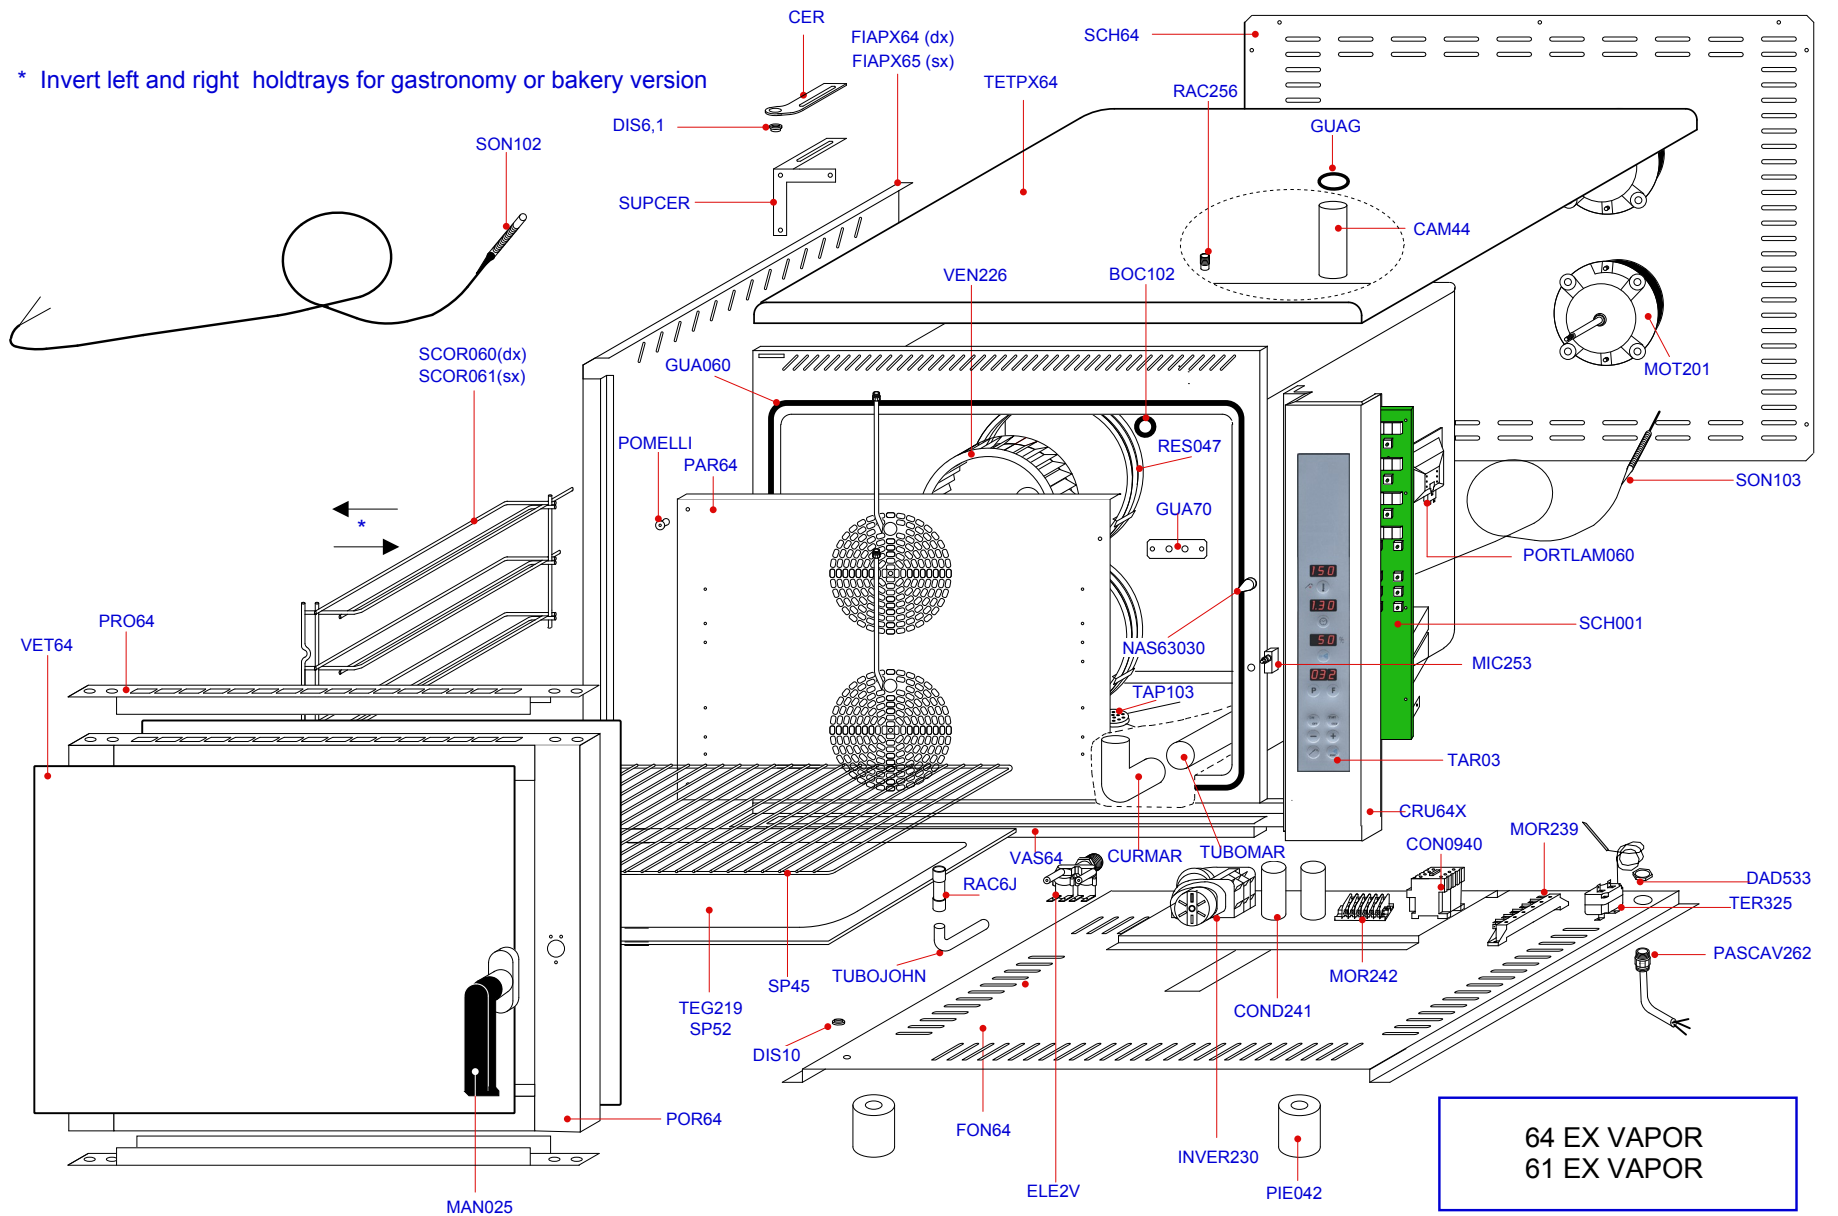 CER
FIAPX64 (dx)
FIAPX65 (sx)
SCH64
* Invert left and right holdtrays for gastronomy or bakery version
TETPX64
RAC256
DIS6,1
GUAG
SON102
SUPCER
CAM44
VEN226
BOC102
SCOR060(dx)
SCOR061(sx)
GUA060
MOT201
POMELLI
PAR64
RES047
SON103
GUA70
*
PORTLAM060
150
1.30
50
032
P F
PRO64
VET64
NAS63030
SCH001
MIC253
TAP103
TAR03
CRU64X
MOR239
VAS64
CURMAR
TUBOMAR
CON0940
RAC6J
DAD533
TER325
SP45
TUBOJOHN
MOR242
PASCAV262
TEG219
SP52
COND241
DIS10
POR64
FON64
INVER230
ELE2V
PIE042
MAN025
64 EX VAPOR
61 EX VAPOR